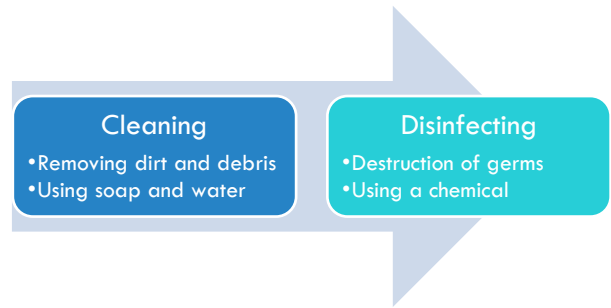 Cleaning
•Removing dirt and debris
•Using soap and water
Disinfecting
•Destruction of germs
•Using a chemical